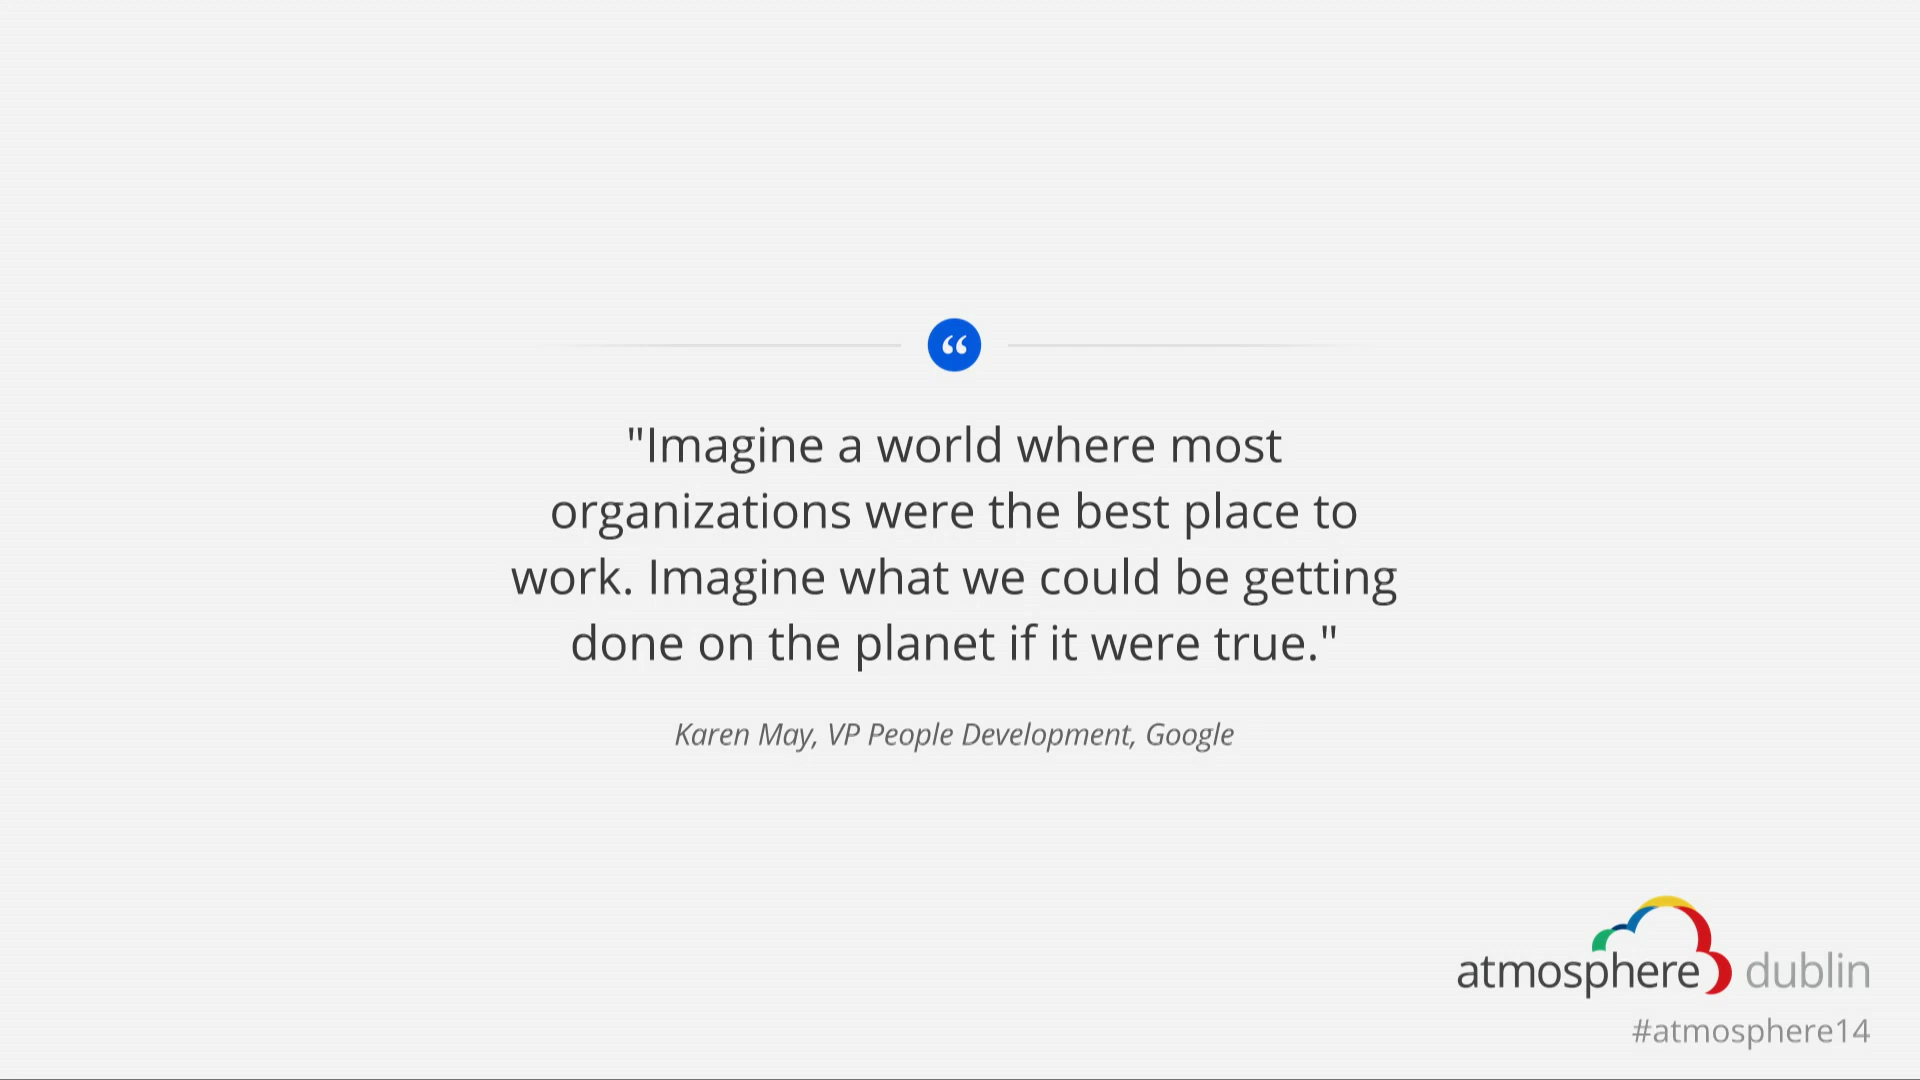 "Imagine a world where most
organizations were the best place to
work. Imagine what we could be getting
done on the planet if it were true."
Karen May, VP People Development, Google
atmosphere dublin
#atmosphere14